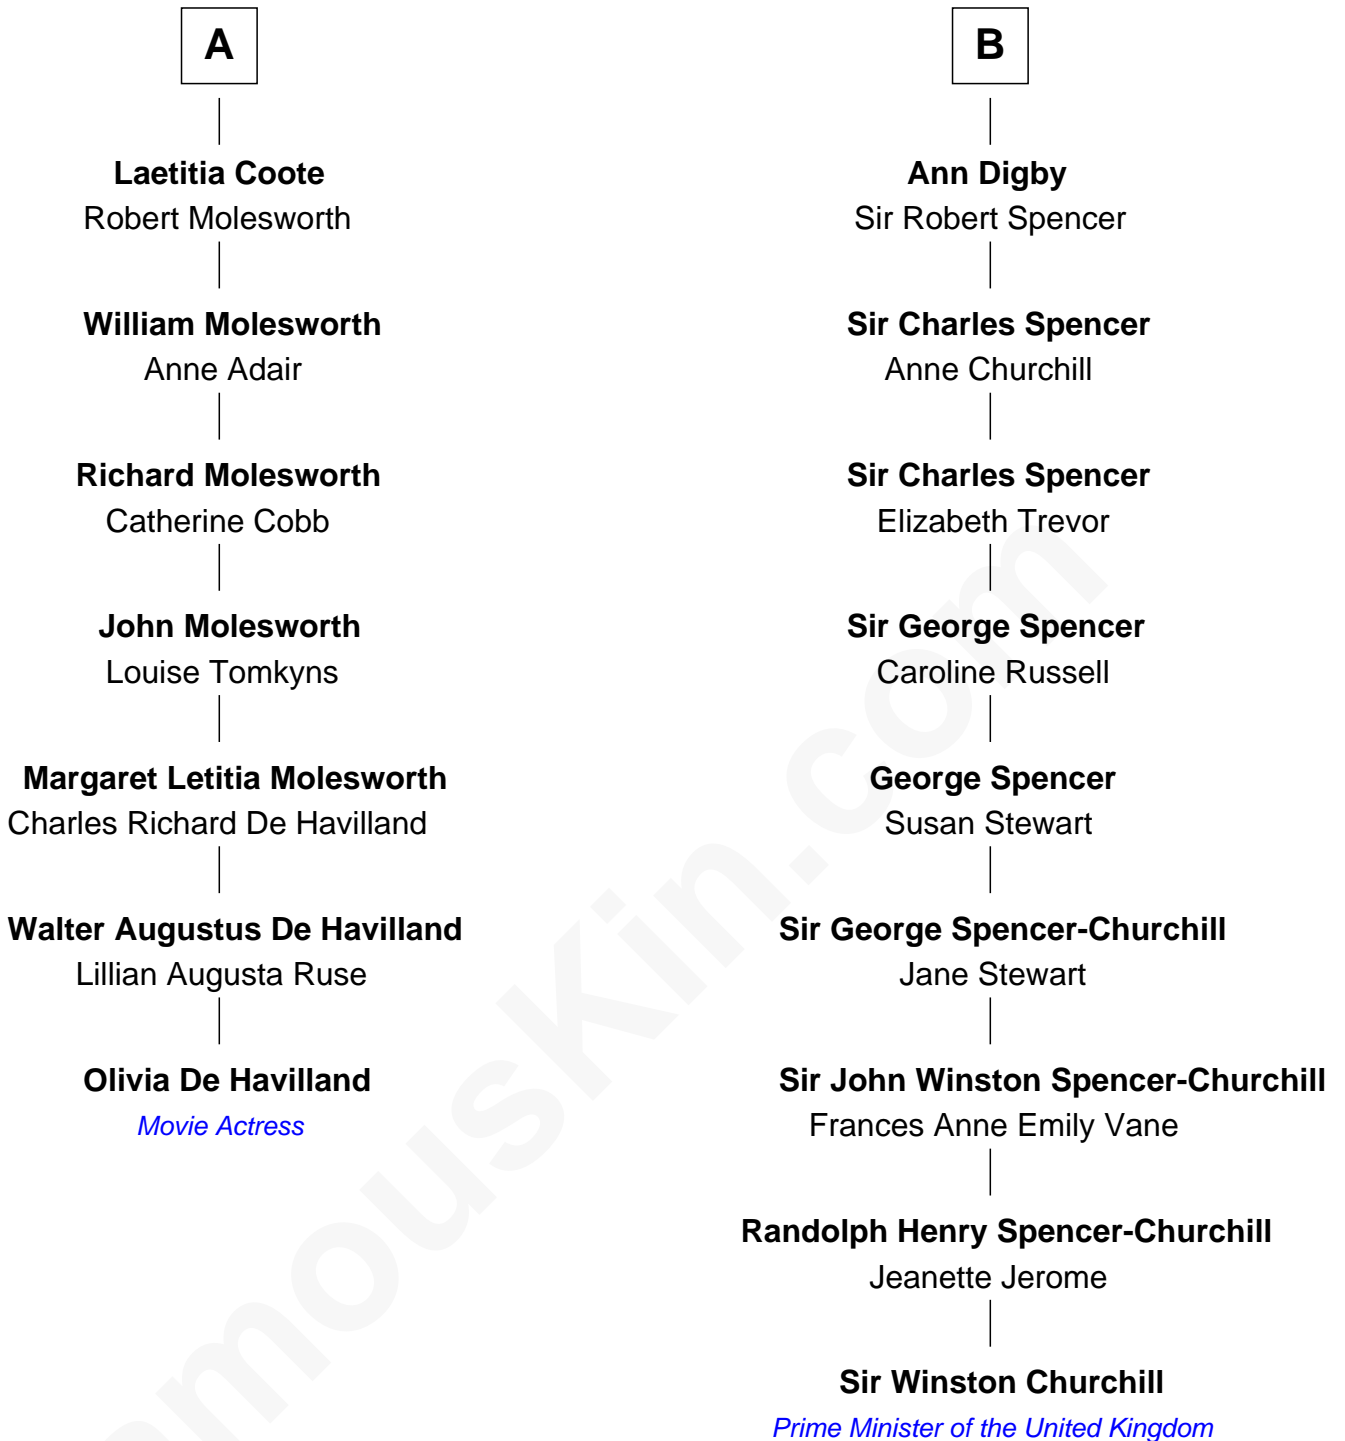 A
Laetitia Coote
Robert Molesworth
William Molesworth
Anne Adair
Richard Molesworth
Catherine Cobb
John Molesworth
Louise Tomkyns
Margaret Letitia Molesworth
Charles Richard De Havilland
Walter Augustus De Havilland
Lillian Augusta Ruse
Olivia De Havilland
Movie Actress
B
Ann Digby
Sir Robert Spencer
Sir Charles Spencer
Anne Churchill
Sir Charles Spencer
Elizabeth Trevor
Sir George Spencer
Caroline Russell
George Spencer
Susan Stewart
Sir George Spencer-Churchill
Jane Stewart
Sir John Winston Spencer-Churchill
Frances Anne Emily Vane
Randolph Henry Spencer-Churchill
Jeanette Jerome
Sir Winston Churchill
Prime Minister of the United Kingdom
amousKin.com